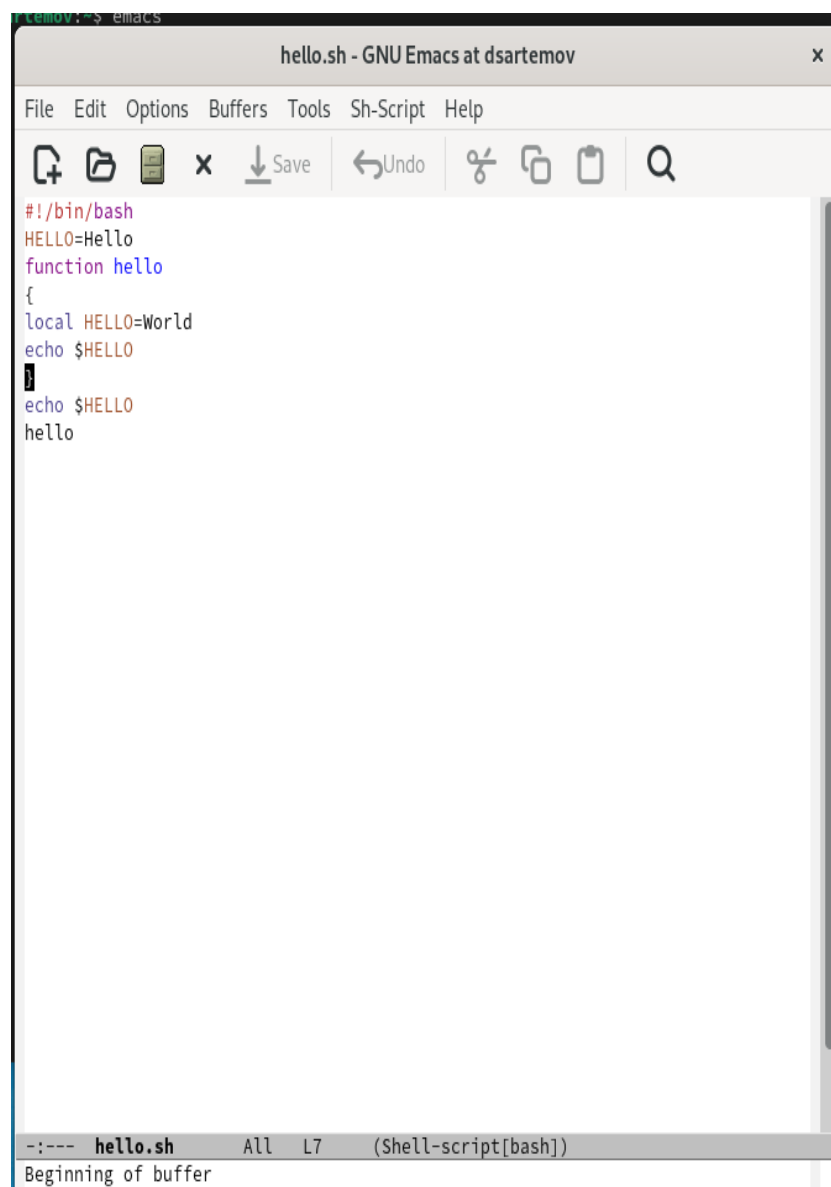 rtemov:~$ emacs
hello.sh - GNU Emacs at dsartemov
File Edit Options Buffers Tools Sh-Script Help
Save Undo
#!/bin/bash
HELLO=Hello
function hello
{
local HELLO=World
echo $HELLO
}
echo $HELLO
hello
-:--- hello.sh All L7 (Shell-script[bash])
Beginning of buffer